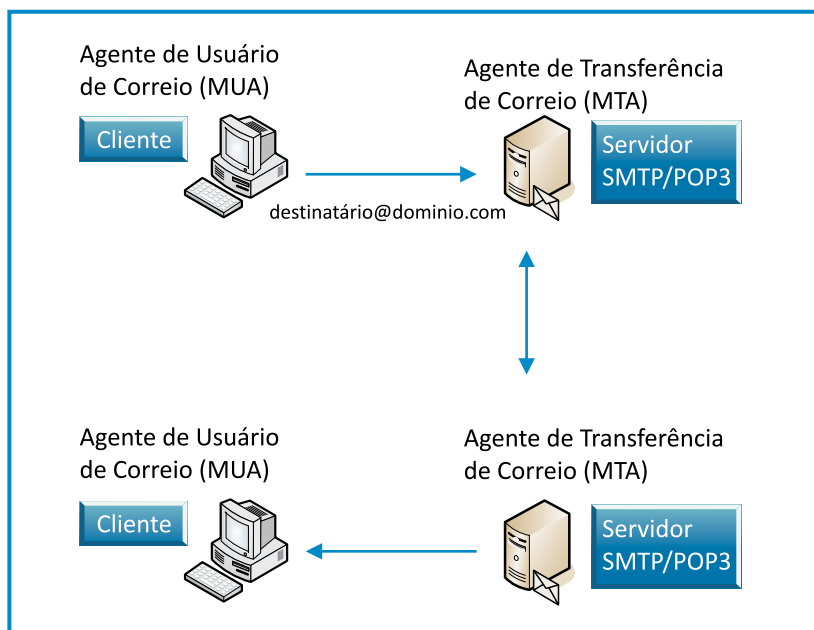 Agente de Usuário
de Correio (MUA)
Cliente
Agente de Transferência
de Correio (MTA)
Servidor
SMTP/POP3
destinatário@dominio.com
Agente de Usuário
de Correio (MUA)
Cliente
Agente de Transferência
de Correio (MTA)
Servidor
SMTP/POP3